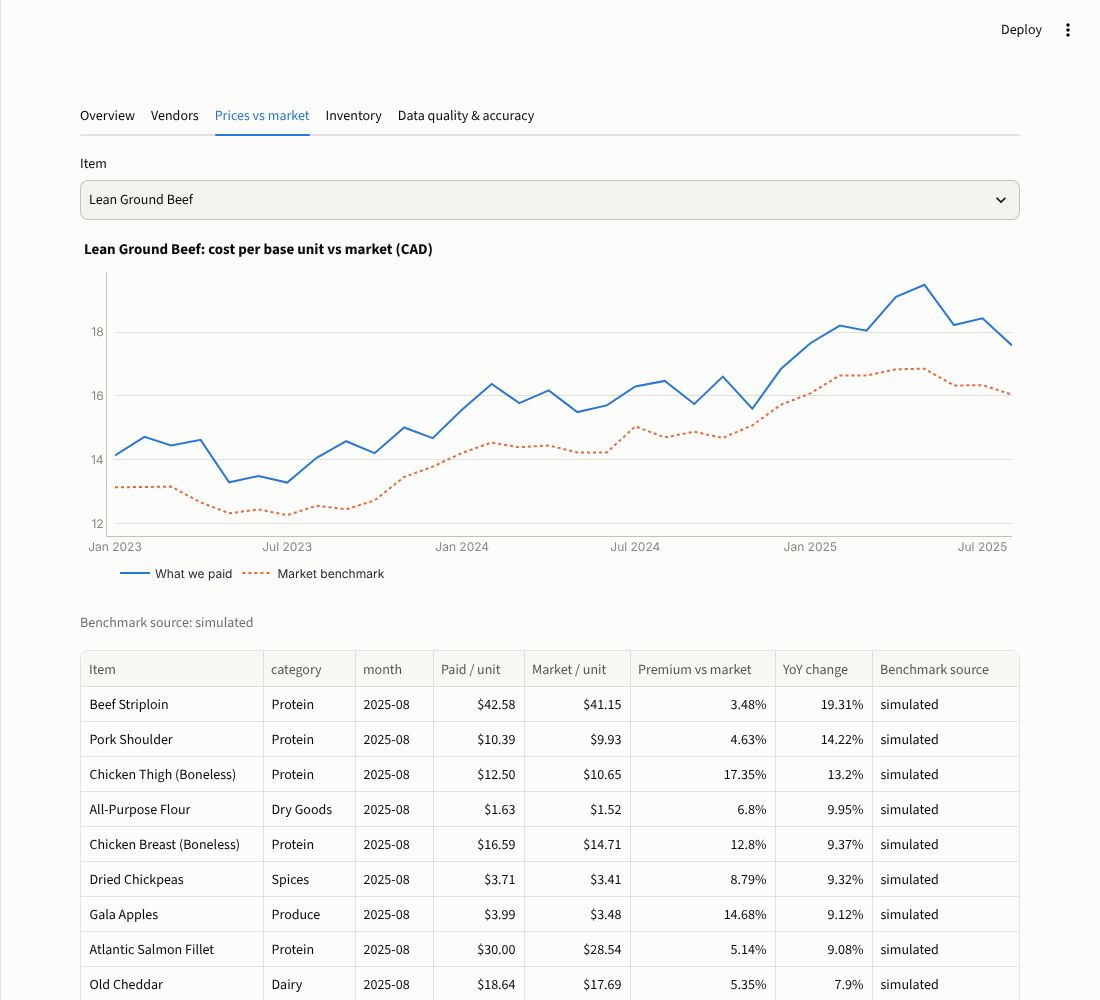 Deploy
Overview Vendors Prices vs market Inventory Data quality & accuracy
Item
Lean Ground Beef
Lean Ground Beef: cost per base unit vs market (CAD)
18
16
14
12
Jan 2023 Jul 2023 Jan 2024 Jul 2024 Jan 2025 Jul 2025
What we paid Market benchmark
Benchmark source: simulated
Item category month Paid / unit Market / unit Premium vs market YoY change Benchmark source
Beef Striploin Protein 2025-08 $42.58 $41.15 3.48% 19.31% simulated
Pork Shoulder Protein 2025-08 $10.39 $9.93 4.63% 14.22% simulated
Chicken Thigh (Boneless) Protein 2025-08 $12.50 $10.65 17.35% 13.2% simulated
All-Purpose Flour Dry Goods 2025-08 $1.63 $1.52 6.8% 9.95% simulated
Chicken Breast (Boneless) Protein 2025-08 $16.59 $14.71 12.8% 9.37% simulated
Dried Chickpeas Spices 2025-08 $3.71 $3.41 8.79% 9.32% simulated
Gala Apples Produce 2025-08 $3.99 $3.48 14.68% 9.12% simulated
Atlantic Salmon Fillet Protein 2025-08 $30.00 $28.54 5.14% 9.08% simulated
Old Cheddar Dairy 2025-08 $18.64 $17.69 5.35% 7.9% simulated